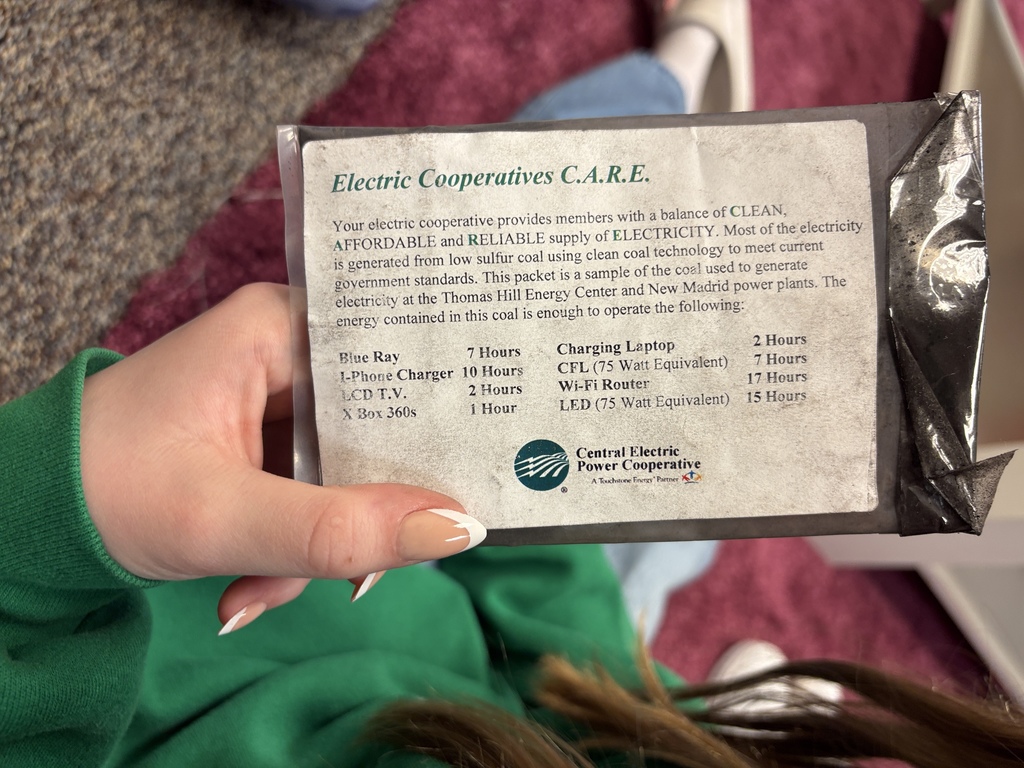 Electric Cooperatives C.A.R.E.
Your electric cooperative provides members with a balance of CLEAN,
AFFORDABLE and RELIABLE supply of ELECTRICITY. Most of the electricity
is generated from low sulfur coal using clean coal technology to meet current
government standards. This packet is a sample of the coal used to generate
electricity at the Thomas Hill Energy Center and New Madrid power plants. The
energy contained in this coal is enough to operate the following:
Blue Ray 7 Hours Charging Laptop 2 Hours
I-Phone Charger 10 Hours CFL (75 Watt Equivalent) 7 Hours
LCD T.V. 2 Hours Wi-Fi Router 17 Hours
X Box 360s 1 Hour LED (75 Watt Equivalent) 15 Hours
Central Electric
Power Cooperative
A Touchstone Energy® Partner
®